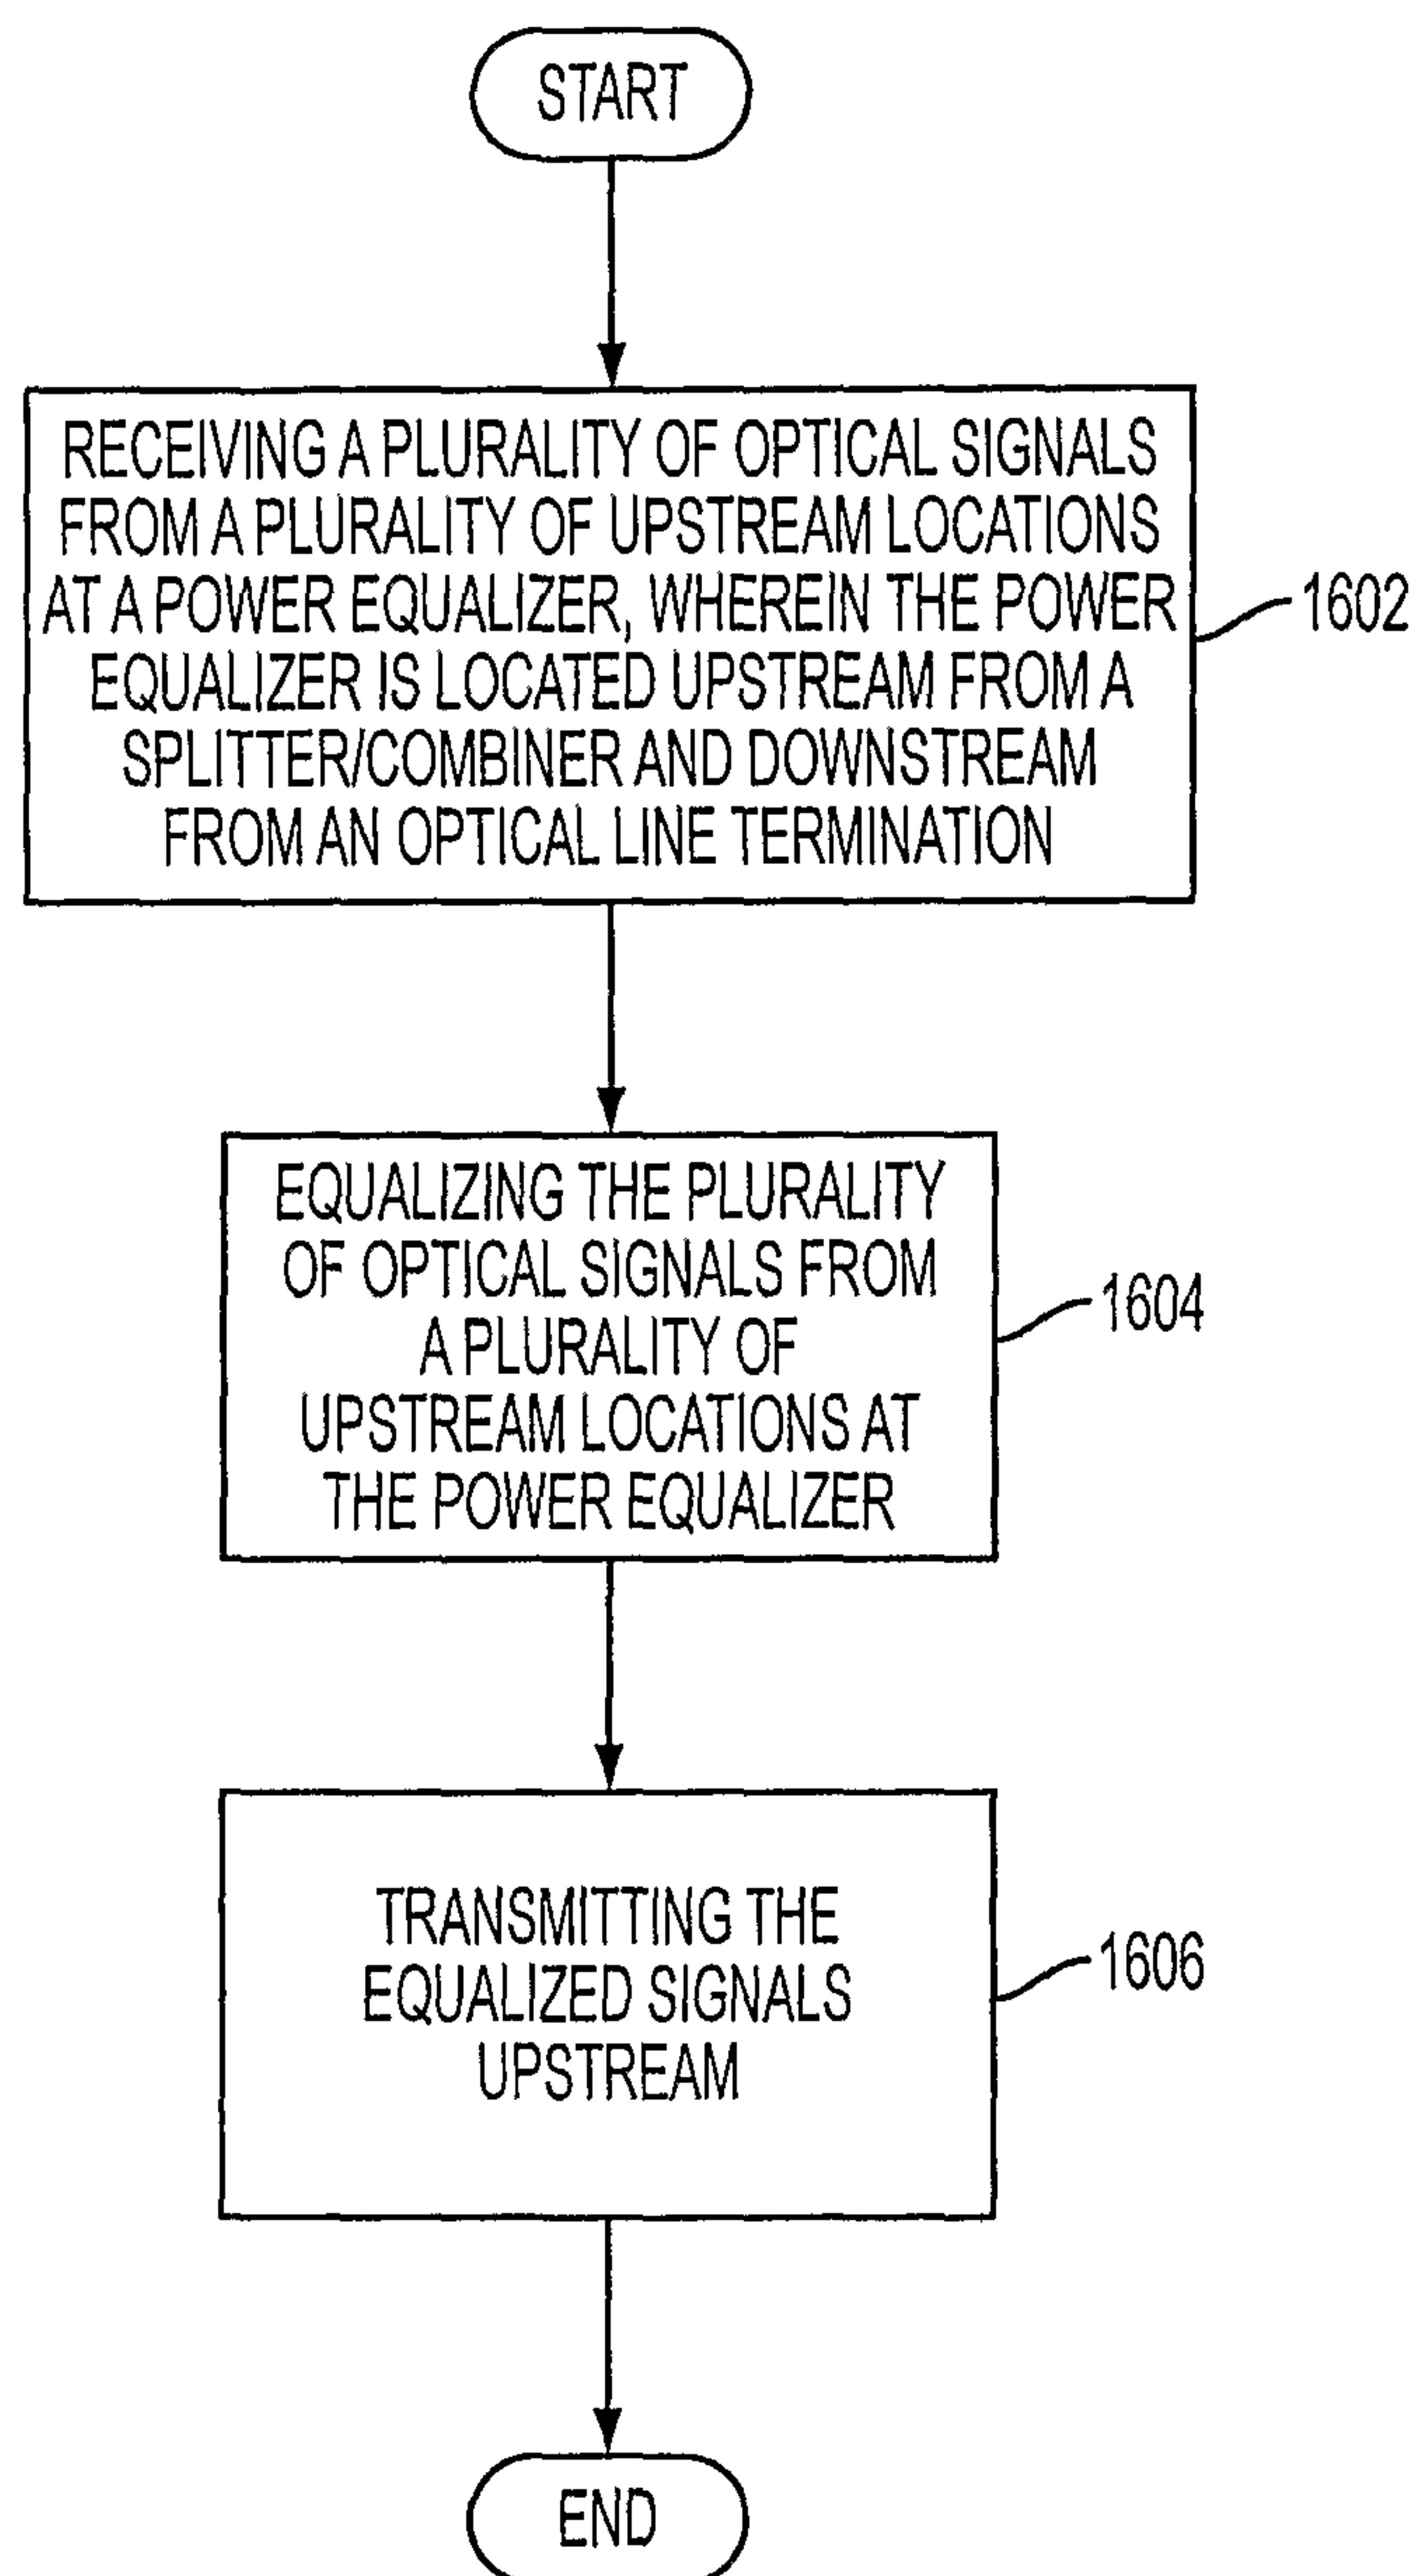 START
RECEIVING A PLURALITY OF OPTICAL SIGNALS
FROM A PLURALITY OF UPSTREAM LOCATIONS
AT A POWER EQUALIZER, WHEREIN THE POWER
EQUALIZER IS LOCATED UPSTREAM FROM A
SPLITTER/COMBINER AND DOWNSTREAM
FROM AN OPTICAL LINE TERMINATION
1602
EQUALIZING THE PLURALITY
OF OPTICAL SIGNALS FROM
A PLURALITY OF
UPSTREAM LOCATIONS AT
THE POWER EQUALIZER
1604
TRANSMITTING THE
EQUALIZED SIGNALS
UPSTREAM
1606
END